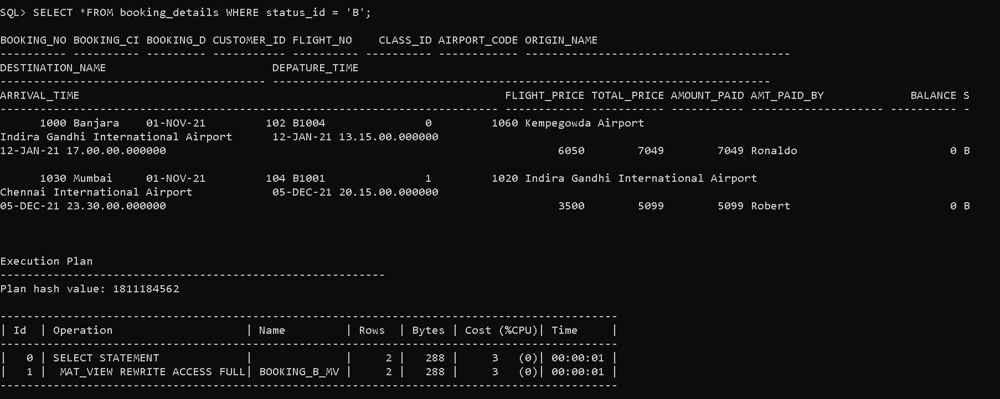 SQL> SELECT *FROM booking_details WHERE status_id = 'B';
BOOKING_NO BOOKING_CI BOOKING_D CUSTOMER_ID FLIGHT_NO    CLASS_ID AIRPORT_CODE ORIGIN_NAME
---------- ---------- --------- ----------- ---------- ---------- ------------ ----------------------------------------
DESTINATION_NAME                         DEPATURE_TIME
---------------------------------------- ---------------------------------------------------------------------------
ARRIVAL_TIME                                                                FLIGHT_PRICE TOTAL_PRICE AMOUNT_PAID AMT_PAID_BY             BALANCE S
--------------------------------------------------------------------------- ------------ ----------- ----------- -------------------- ---------- -
      1000 Banjara    01-NOV-21         102 B1004               0         1060 Kempegowda Airport
Indira Gandhi International Airport      12-JAN-21 13.15.00.000000
12-JAN-21 17.00.00.000000                                                           6050        7049        7049 Ronaldo                       0 B
      1030 Mumbai     01-NOV-21         104 B1001               1         1020 Indira Gandhi International Airport
Chennai International Airport            05-DEC-21 20.15.00.000000
05-DEC-21 23.30.00.000000                                                           3500        5099        5099 Robert                        0 B
Execution Plan
----------------------------------------------------------
Plan hash value: 1811184562
---------------------------------------------------------------------------------------------
| Id  | Operation                    | Name         | Rows  | Bytes | Cost (%CPU)| Time     |
---------------------------------------------------------------------------------------------
|   0 | SELECT STATEMENT             |              |     2 |   288 |     3   (0)| 00:00:01 |
|   1 |  MAT_VIEW REWRITE ACCESS FULL| BOOKING_B_MV |     2 |   288 |     3   (0)| 00:00:01 |
---------------------------------------------------------------------------------------------